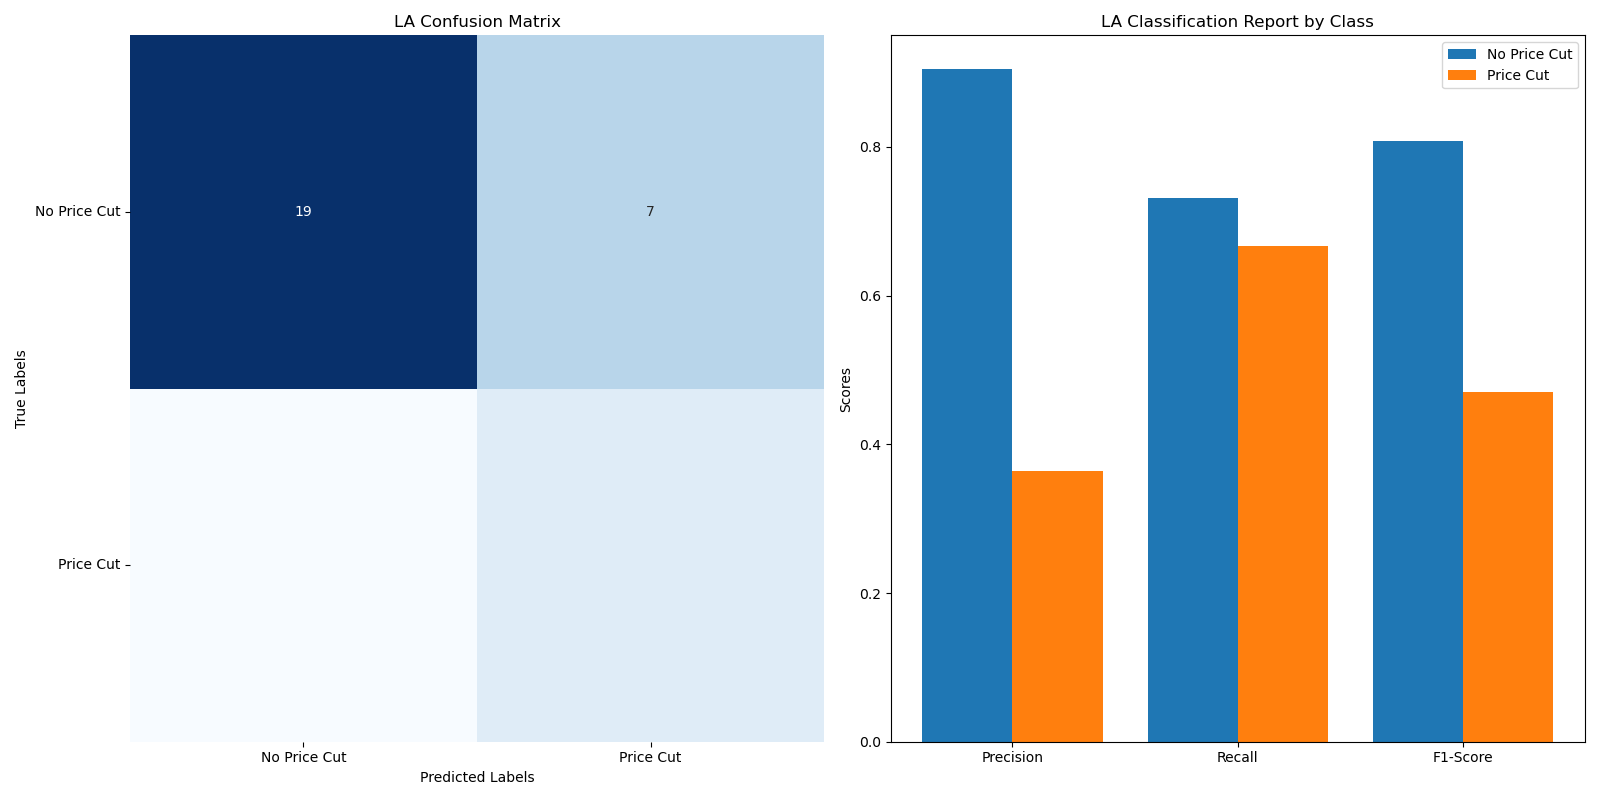 LA Confusion Matrix
True Labels
No Price Cut
Price Cut
19
7
No Price Cut
Price Cut
Predicted Labels
LA Classification Report by Class
No Price Cut
Price Cut
Scores
0.8
0.6
0.4
0.2
0.0
Precision
Recall
F1-Score